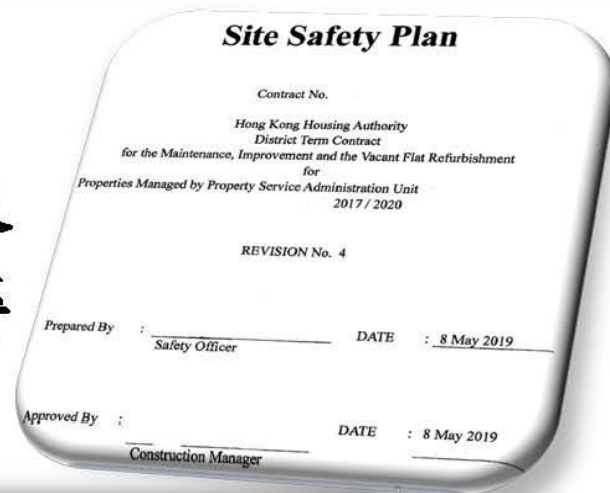 Site Safety Plan
Contract No.
Hong Kong Housing Authority
District Term Contract
for the Maintenance, Improvement and the Vacant Flat Refurbishment
for
Properties Managed by Property Service Administration Unit
2017 / 2020
REVISION No. 4
Prepared By : DATE : 8 May 2019
Safety Officer
Approved By : DATE : 8 May 2019
Construction Manager